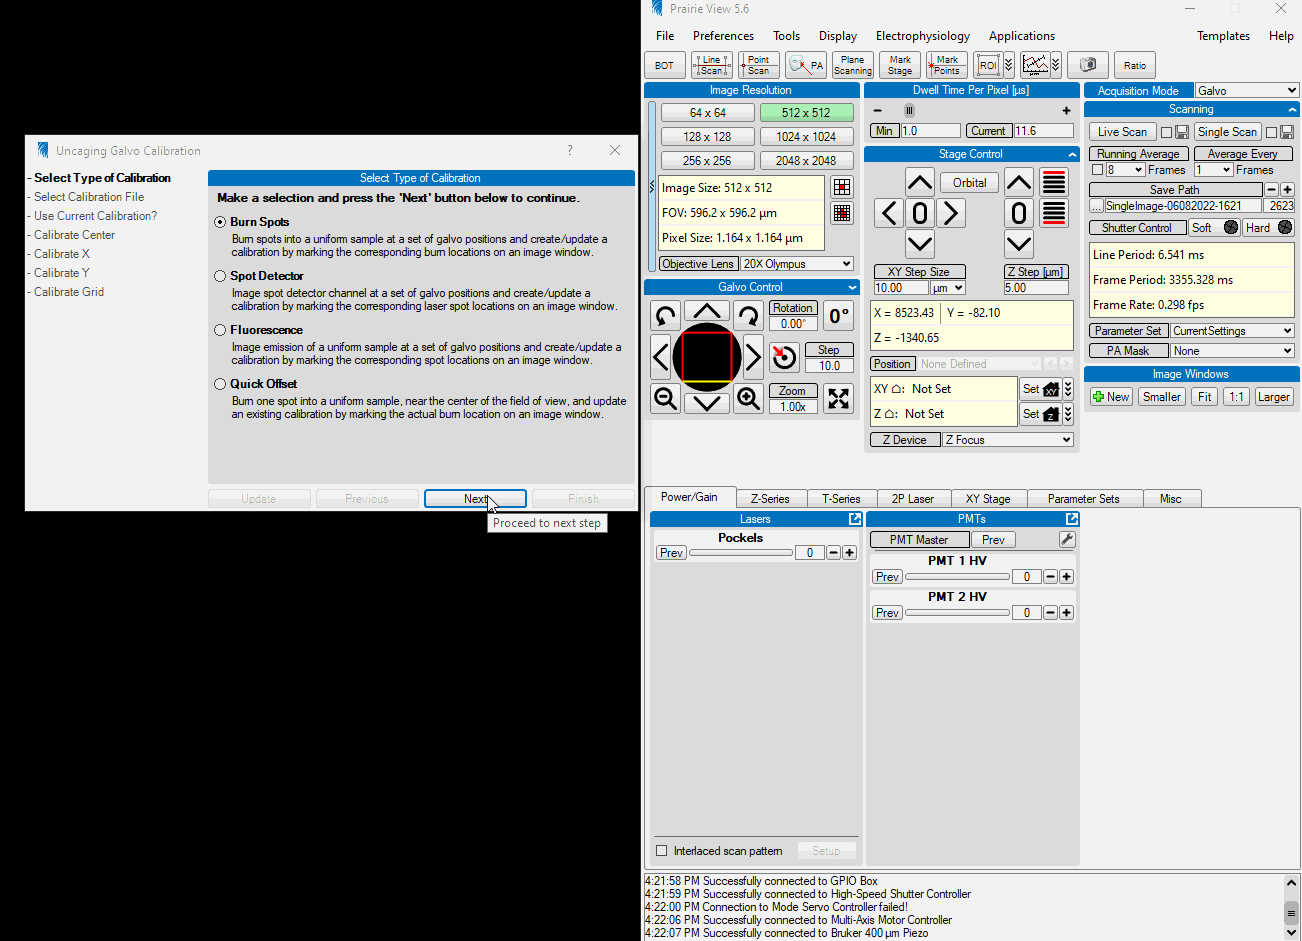 Prairie View 5.6
File Preferences Tools Display Electrophysiology Applications Templates Help
BOT
Line Scan
Point Scan
PA
Plane Scanning
Mark Stage
Mark Points
ROI
Ratio
Uncaging Galvo Calibration ?
- Select Type of Calibration
- Select Calibration File
- Use Current Calibration?
- Calibrate Center
- Calibrate X
- Calibrate Y
- Calibrate Grid
Select Type of Calibration
Make a selection and press the 'Next' button below to continue.
Burn Spots
Burn spots into a uniform sample at a set of galvo positions and create/update a
calibration by marking the corresponding burn locations on an image window.
Spot Detector
Image spot detector channel at a set of galvo positions and create/update a
calibration by marking the corresponding laser spot locations on an image window.
Fluorescence
Image emission of a uniform sample at a set of galvo positions and create/update a
calibration by marking the corresponding spot locations on an image window.
Quick Offset
Burn one spot into a uniform sample, near the center of the field of view, and update
an existing calibration by marking the actual burn location on an image window.
Update Previous Next Finish
Proceed to next step
Image Resolution
64 x 64 512 x 512
128 x 128 1024 x 1024
256 x 256 2048 x 2048
Image Size: 512 x 512
FOV: 596.2 x 596.2 µm
Pixel Size: 1.164 x 1.164 µm
Objective Lens 20X Olympus
Galvo Control
Rotation
0.00°
0°
Step
10.0
Zoom
1.00x
Dwell Time Per Pixel [µs]
Min 1.0 Current 11.6
Stage Control
Orbital
0 0
XY Step Size Z Step [µm]
10.00 µm 5.00
X = 8523.43 Y = -82.10
Z = -1340.65
Position None Defined
XY : Not Set Set XY
Z : Not Set Set Z
Z Device Z Focus
Acquisition Mode Galvo
Scanning
Live Scan Single Scan
Running Average Average Every
8 Frames 1 Frames
Save Path
... SingleImage-06082022-1621 2623
Shutter Control Soft Hard
Line Period: 6.541 ms
Frame Period: 3355.328 ms
Frame Rate: 0.298 fps
Parameter Set CurrentSettings
PA Mask None
Image Windows
New Smaller Fit 1:1 Larger
Power/Gain Z-Series T-Series 2P Laser XY Stage Parameter Sets Misc
Lasers
Pockels
Prev 0
Interlaced scan pattern Setup
PMTs
PMT Master Prev
PMT 1 HV
Prev 0
PMT 2 HV
Prev 0
4:21:58 PM Successfully connected to GPIO Box
4:21:59 PM Successfully connected to High-Speed Shutter Controller
4:22:00 PM Connection to Mode Servo Controller failed!
4:22:06 PM Successfully connected to Multi-Axis Motor Controller
4:22:07 PM Successfully connected to Bruker 400 µm Piezo